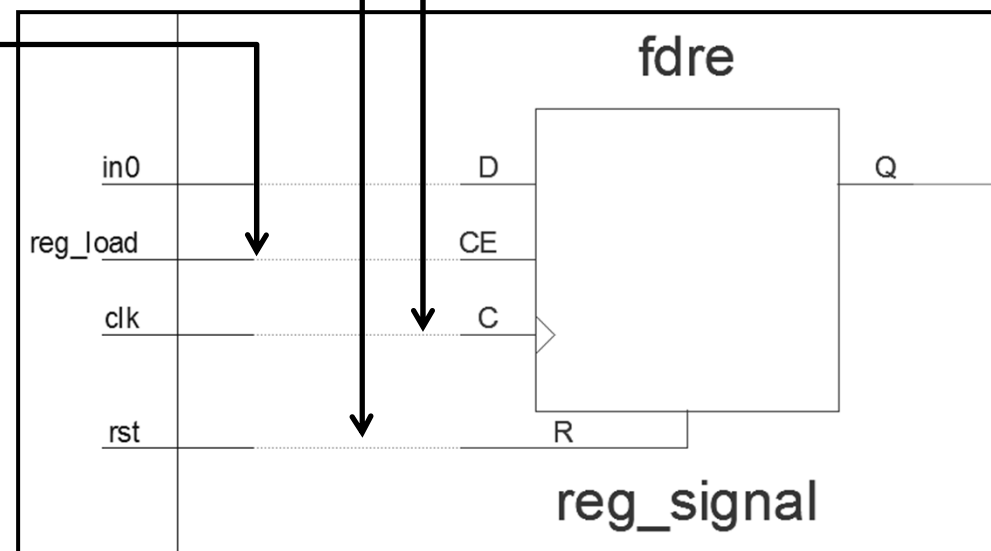 fdre
in0 D Q
reg_load CE
clk C
rst R
reg_signal